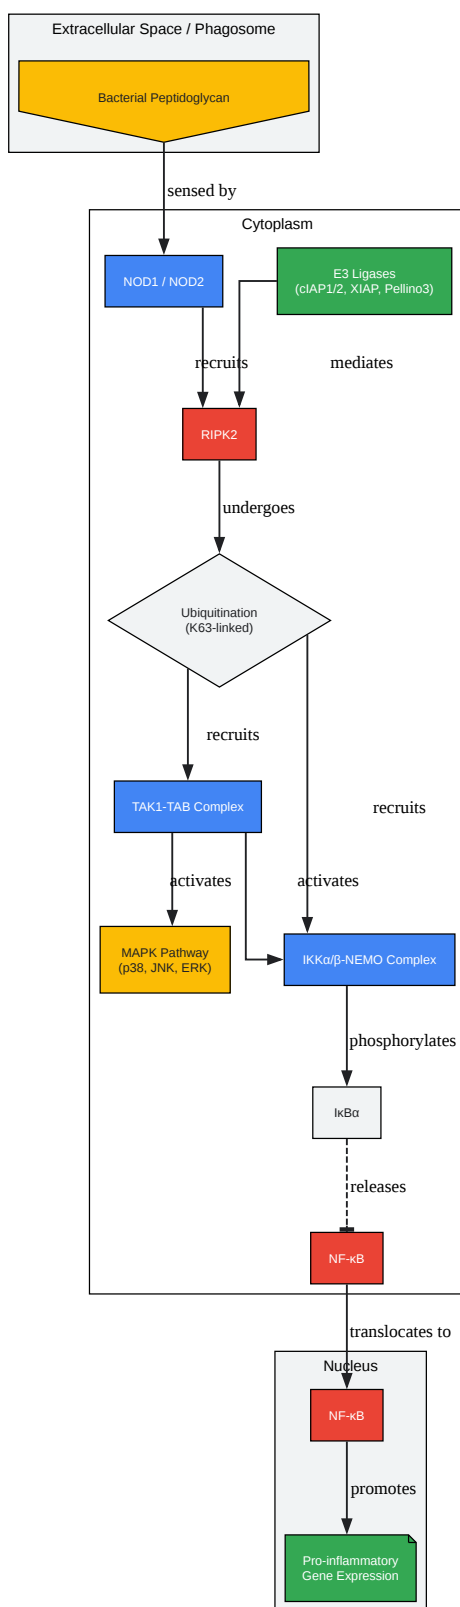 Extracellular Space / Phagosome
Bacterial Peptidoglycan
sensed by
Cytoplasm
NOD1 / NOD2
E3 Ligases
(cIAP1/2, XIAP, Pellino3)
recruits
mediates
RIPK2
undergoes
Ubiquitination
(K63-linked)
recruits
TAK1-TAB Complex
recruits
activates
activates
MAPK Pathway
(p38, JNK, ERK)
IKKα/β-NEMO Complex
phosphorylates
IκBα
releases
NF-κB
translocates to
Nucleus
NF-κB
promotes
Pro-inflammatory
Gene Expression